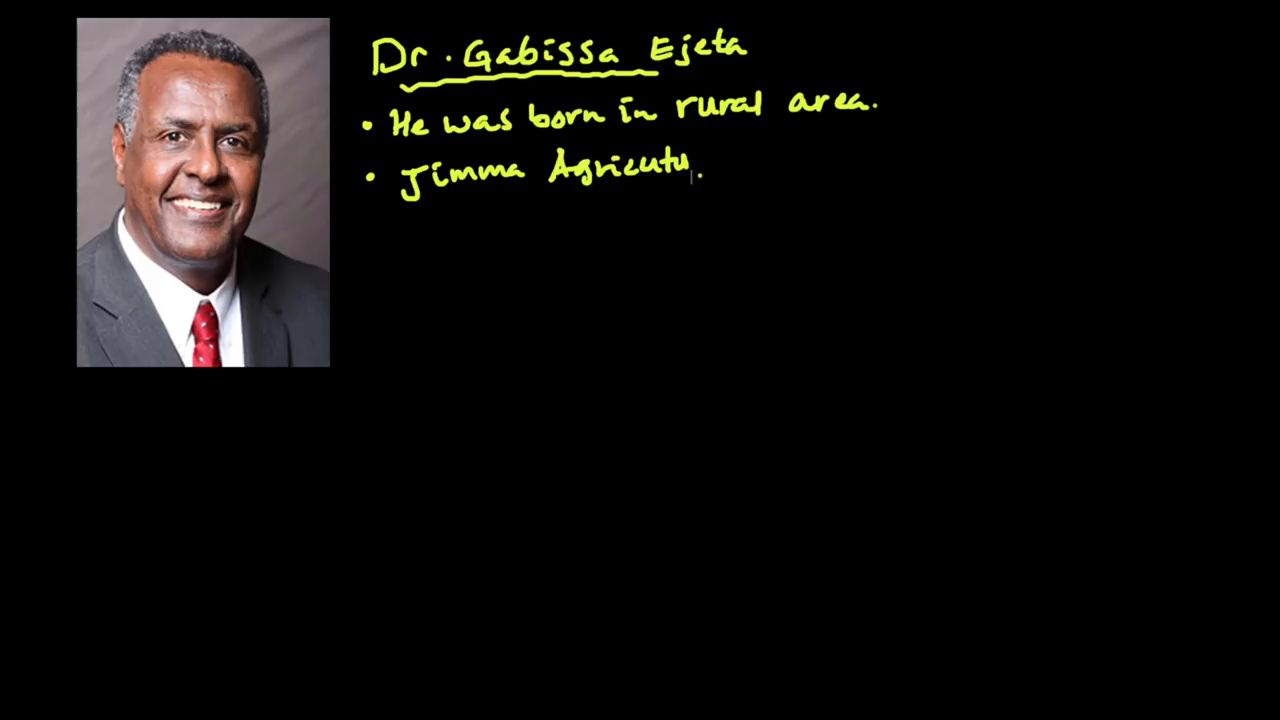 Dr. Gabissa Ejeta
• He was born in rural area.
• Jimma Agricutu.